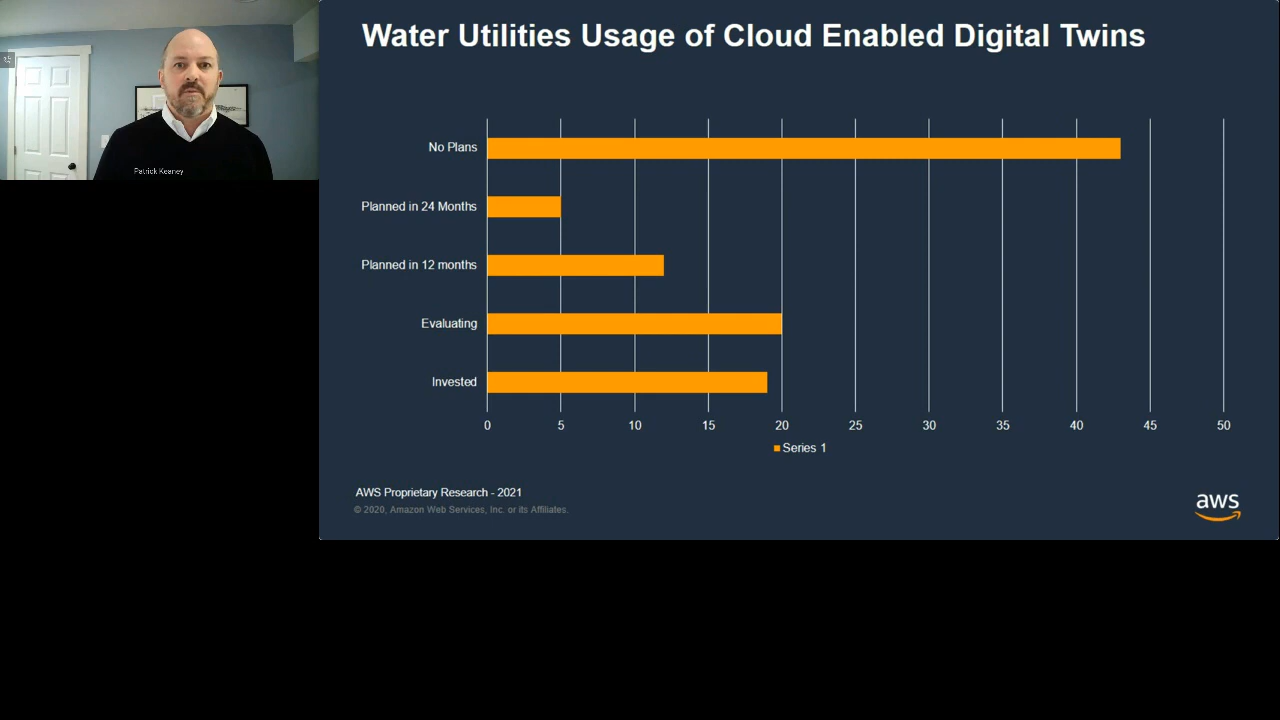 Patrick Keaney
Water Utilities Usage of Cloud Enabled Digital Twins
No Plans
Planned in 24 Months
Planned in 12 months
Evaluating
Invested
0 5 10 15 20 25 30 35 40 45 50
Series 1
AWS Proprietary Research - 2021
© 2020, Amazon Web Services, Inc. or its Affiliates.
aws